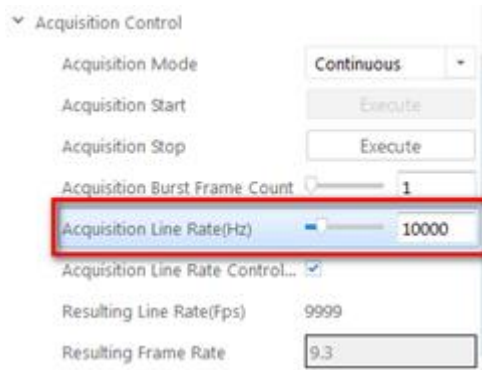 Acquisition Control
Acquisition Mode Continuous
Acquisition Start Execute
Acquisition Stop Execute
Acquisition Burst Frame Count 1
Acquisition Line Rate(Hz) 10000
Acquisition Line Rate Control...
Resulting Line Rate(Fps) 9999
Resulting Frame Rate 9.3